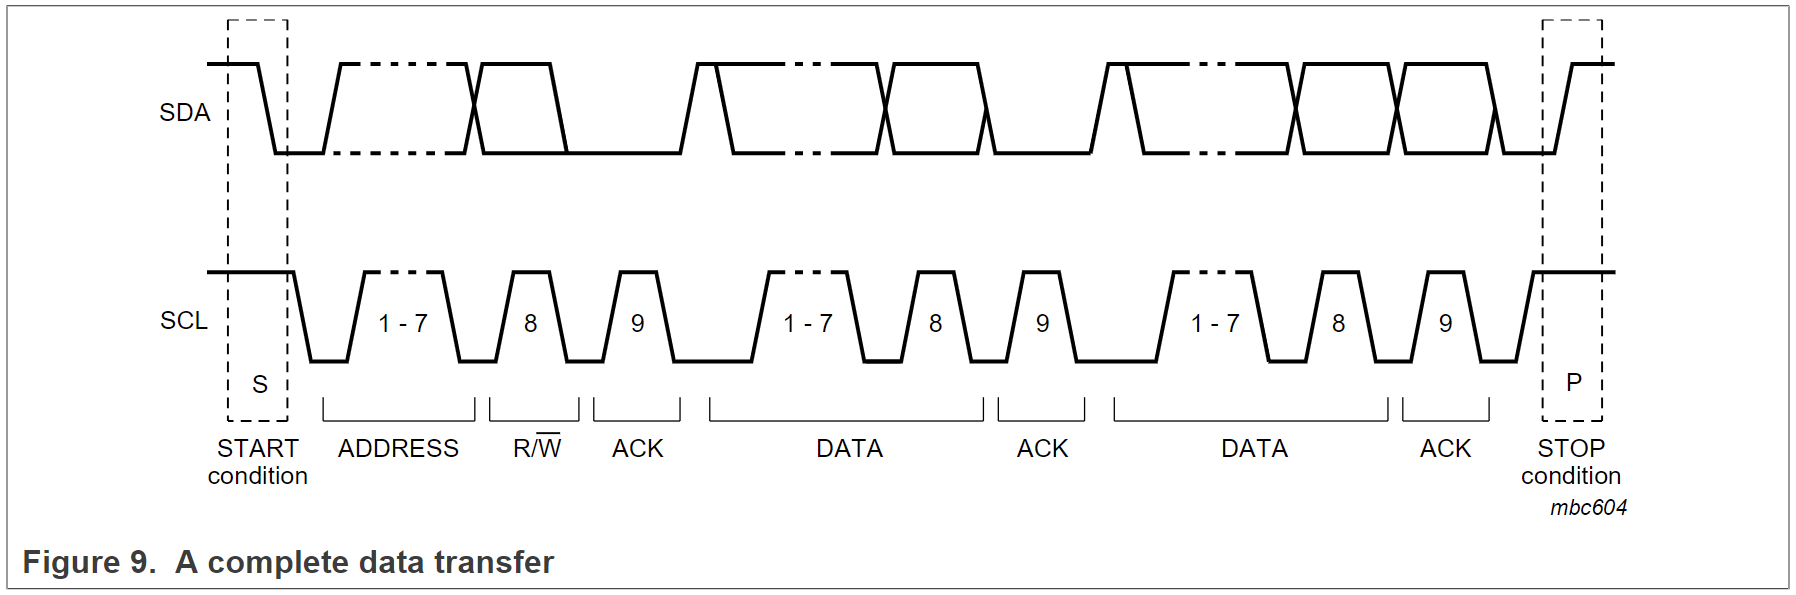 SDA
SCL
1 - 7
8
9
1 - 7
8
9
1 - 7
8
9
S
P
START
condition
ADDRESS
R/W̅
ACK
DATA
ACK
DATA
ACK
STOP
condition
mbc604
Figure 9. A complete data transfer